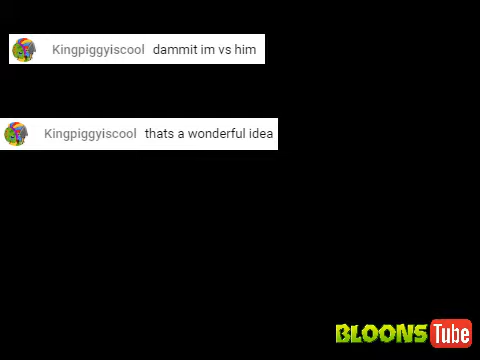 Kingpiggyiscool dammit im vs him
Kingpiggyiscool thats a wonderful idea
BLOONS Tube